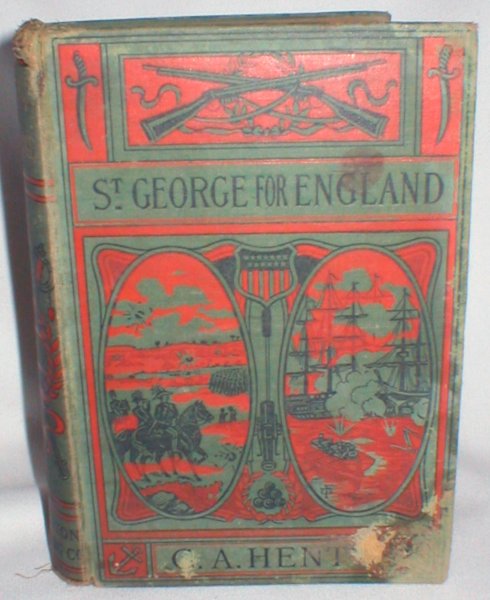 ST. GEORGE FOR ENGLAND
G. A. HENT